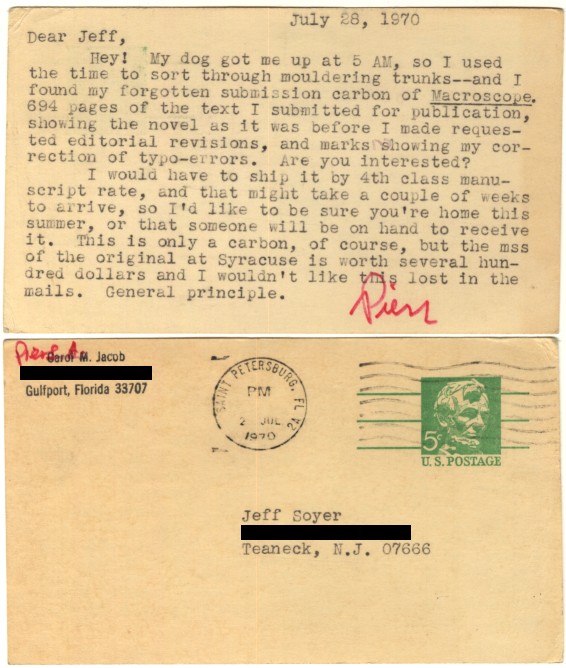 July 28, 1970
Dear Jeff,
Hey! My dog got me up at 5 AM, so I used
the time to sort through mouldering trunks--and I
found my forgotten submission carbon of Macroscope.
694 pages of the text I submitted for publication,
showing the novel as it was before I made reques-
ted editorial revisions, and marks showing my cor-
rection of typo-errors. Are you interested?
I would have to ship it by 4th class manu-
script rate, and that might take a couple of weeks
to arrive, so I'd like to be sure you're home this
summer, or that someone will be on hand to receive
it. This is only a carbon, of course, but the mss
of the original at Syracuse is worth several hun-
dred dollars and I wouldn't like this lost in the
mails. General principle.
Piers
Piers A.
Carol M. Jacob
Gulfport, Florida 33707
SAINT PETERSBURG, FL
PM
JUL
1970
5¢
U.S. POSTAGE
Jeff Soyer
Teaneck, N.J. 07666